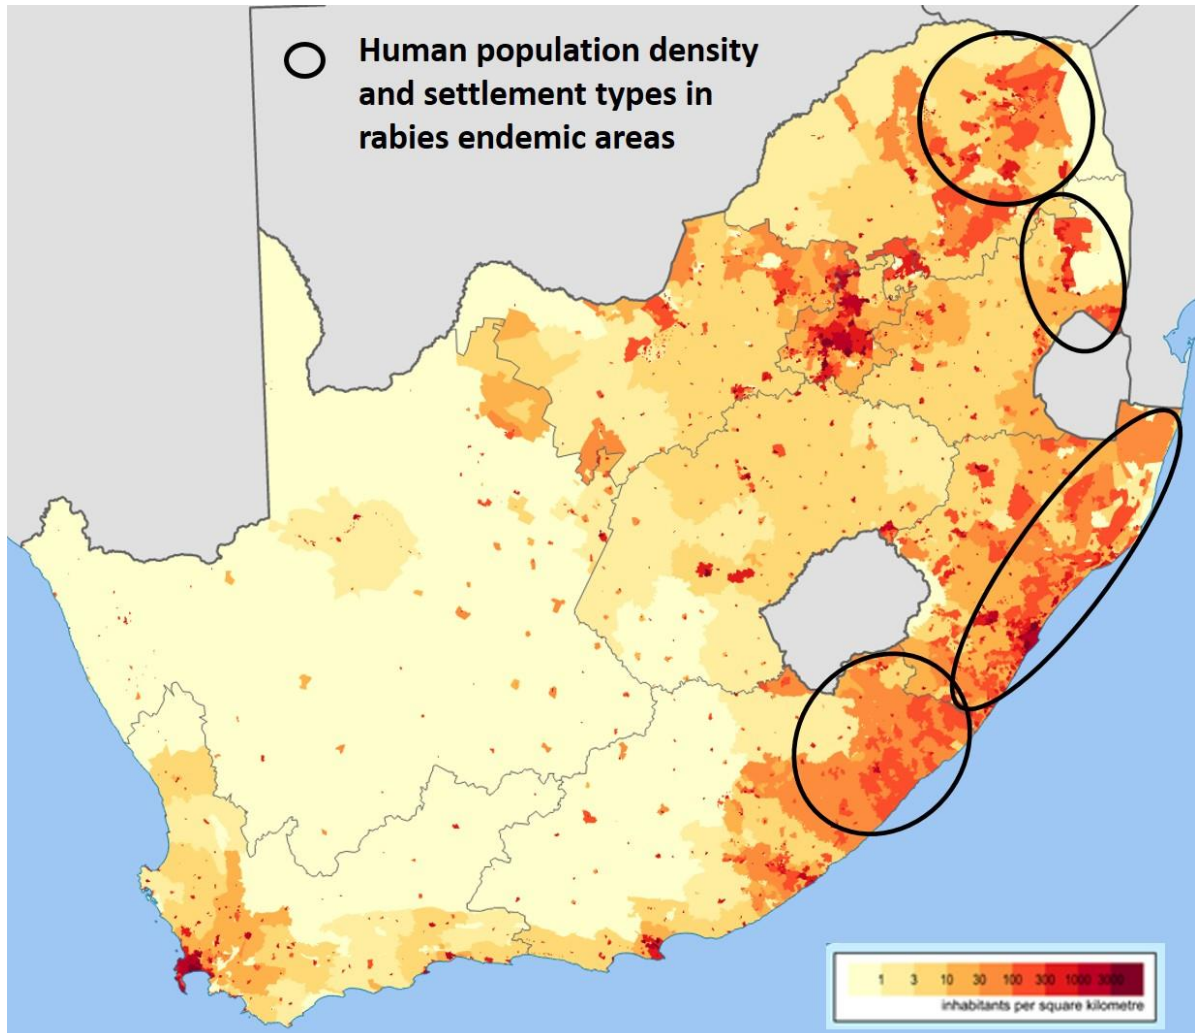 Human population density
and settlement types in
rabies endemic areas
1 3 10 30 100 300 1000 3000
inhabitants per square kilometre